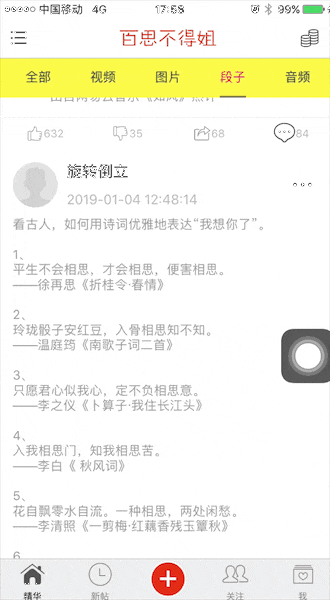 中国移动 4G 17:58 99%
百思不得姐
全部 视频 图片 段子 音频
632 35 68 84
旋转倒立
2019-01-04 12:48:14
看古人，如何用诗词优雅地表达“我想你了”。
1、
平生不会相思，才会相思，便害相思。
——徐再思《折桂令·春情》
2、
玲珑骰子安红豆，入骨相思知不知。
——温庭筠《南歌子词二首》
3、
只愿君心似我心，定不负相思意。
——李之仪《卜算子·我住长江头》
4、
入我相思门，知我相思苦。
——李白《 秋风词》
5、
花自飘零水自流。一种相思，两处闲愁。
——李清照《一剪梅·红藕香残玉簟秋》
6、
精华 新帖 关注 我